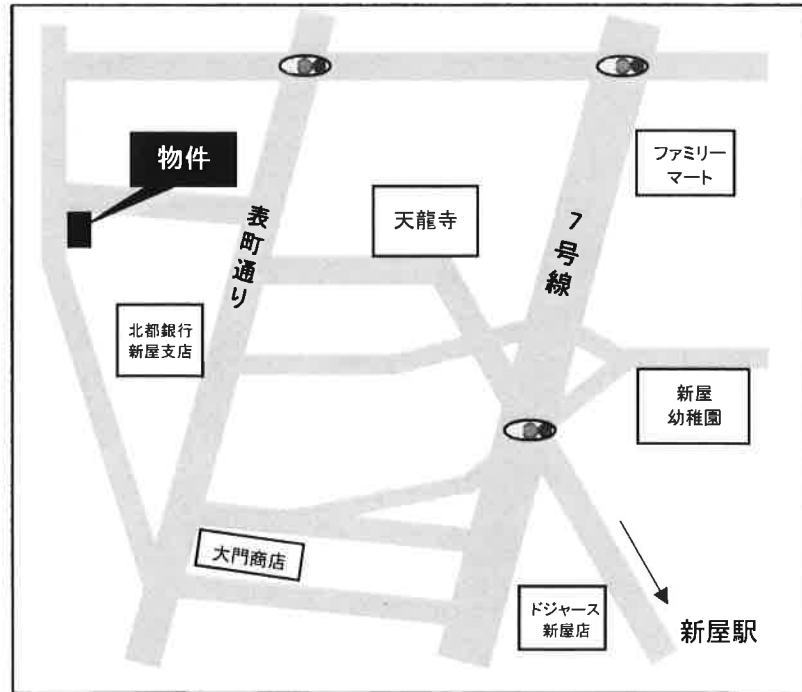 物件
ファミリー
マート
天龍寺
表町通り
7号線
北都銀行
新屋支店
新屋
幼稚園
大門商店
ドジャース
新屋店
新屋駅